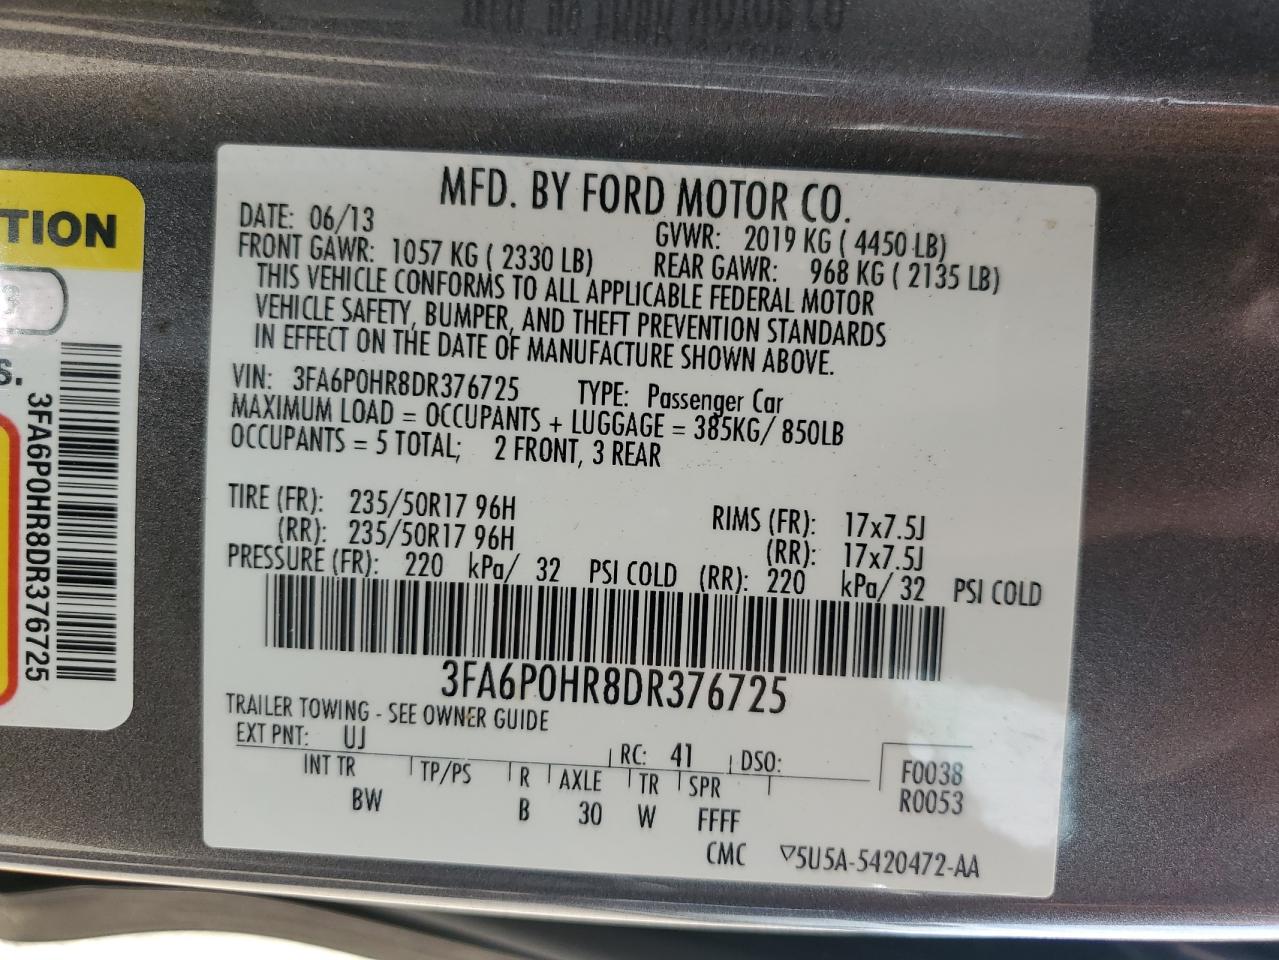 MFD. BY FORD MOTOR CO.
DATE: 06/13 GVWR: 2019 KG ( 4450 LB)
FRONT GAWR: 1057 KG ( 2330 LB) REAR GAWR: 968 KG ( 2135 LB)
THIS VEHICLE CONFORMS TO ALL APPLICABLE FEDERAL MOTOR
VEHICLE SAFETY, BUMPER, AND THEFT PREVENTION STANDARDS
IN EFFECT ON THE DATE OF MANUFACTURE SHOWN ABOVE.
VIN: 3FA6P0HR8DR376725 TYPE: Passenger Car
MAXIMUM LOAD = OCCUPANTS + LUGGAGE = 385KG/ 850LB
OCCUPANTS = 5 TOTAL; 2 FRONT, 3 REAR
TIRE (FR): 235/50R17 96H RIMS (FR): 17x7.5J
(RR): 235/50R17 96H (RR): 17x7.5J
PRESSURE (FR): 220 kPa/ 32 PSI COLD (RR): 220 kPa/ 32 PSI COLD
3FA6P0HR8DR376725
TRAILER TOWING - SEE OWNER GUIDE
EXT PNT: UJ RC: 41 DSO:
INT TR TP/PS R AXLE TR SPR F0038
BW B 30 W FFFF R0053
CMC ▽5U5A-5420472-AA
TION
3
S.
3FA6P0HR8DR376725